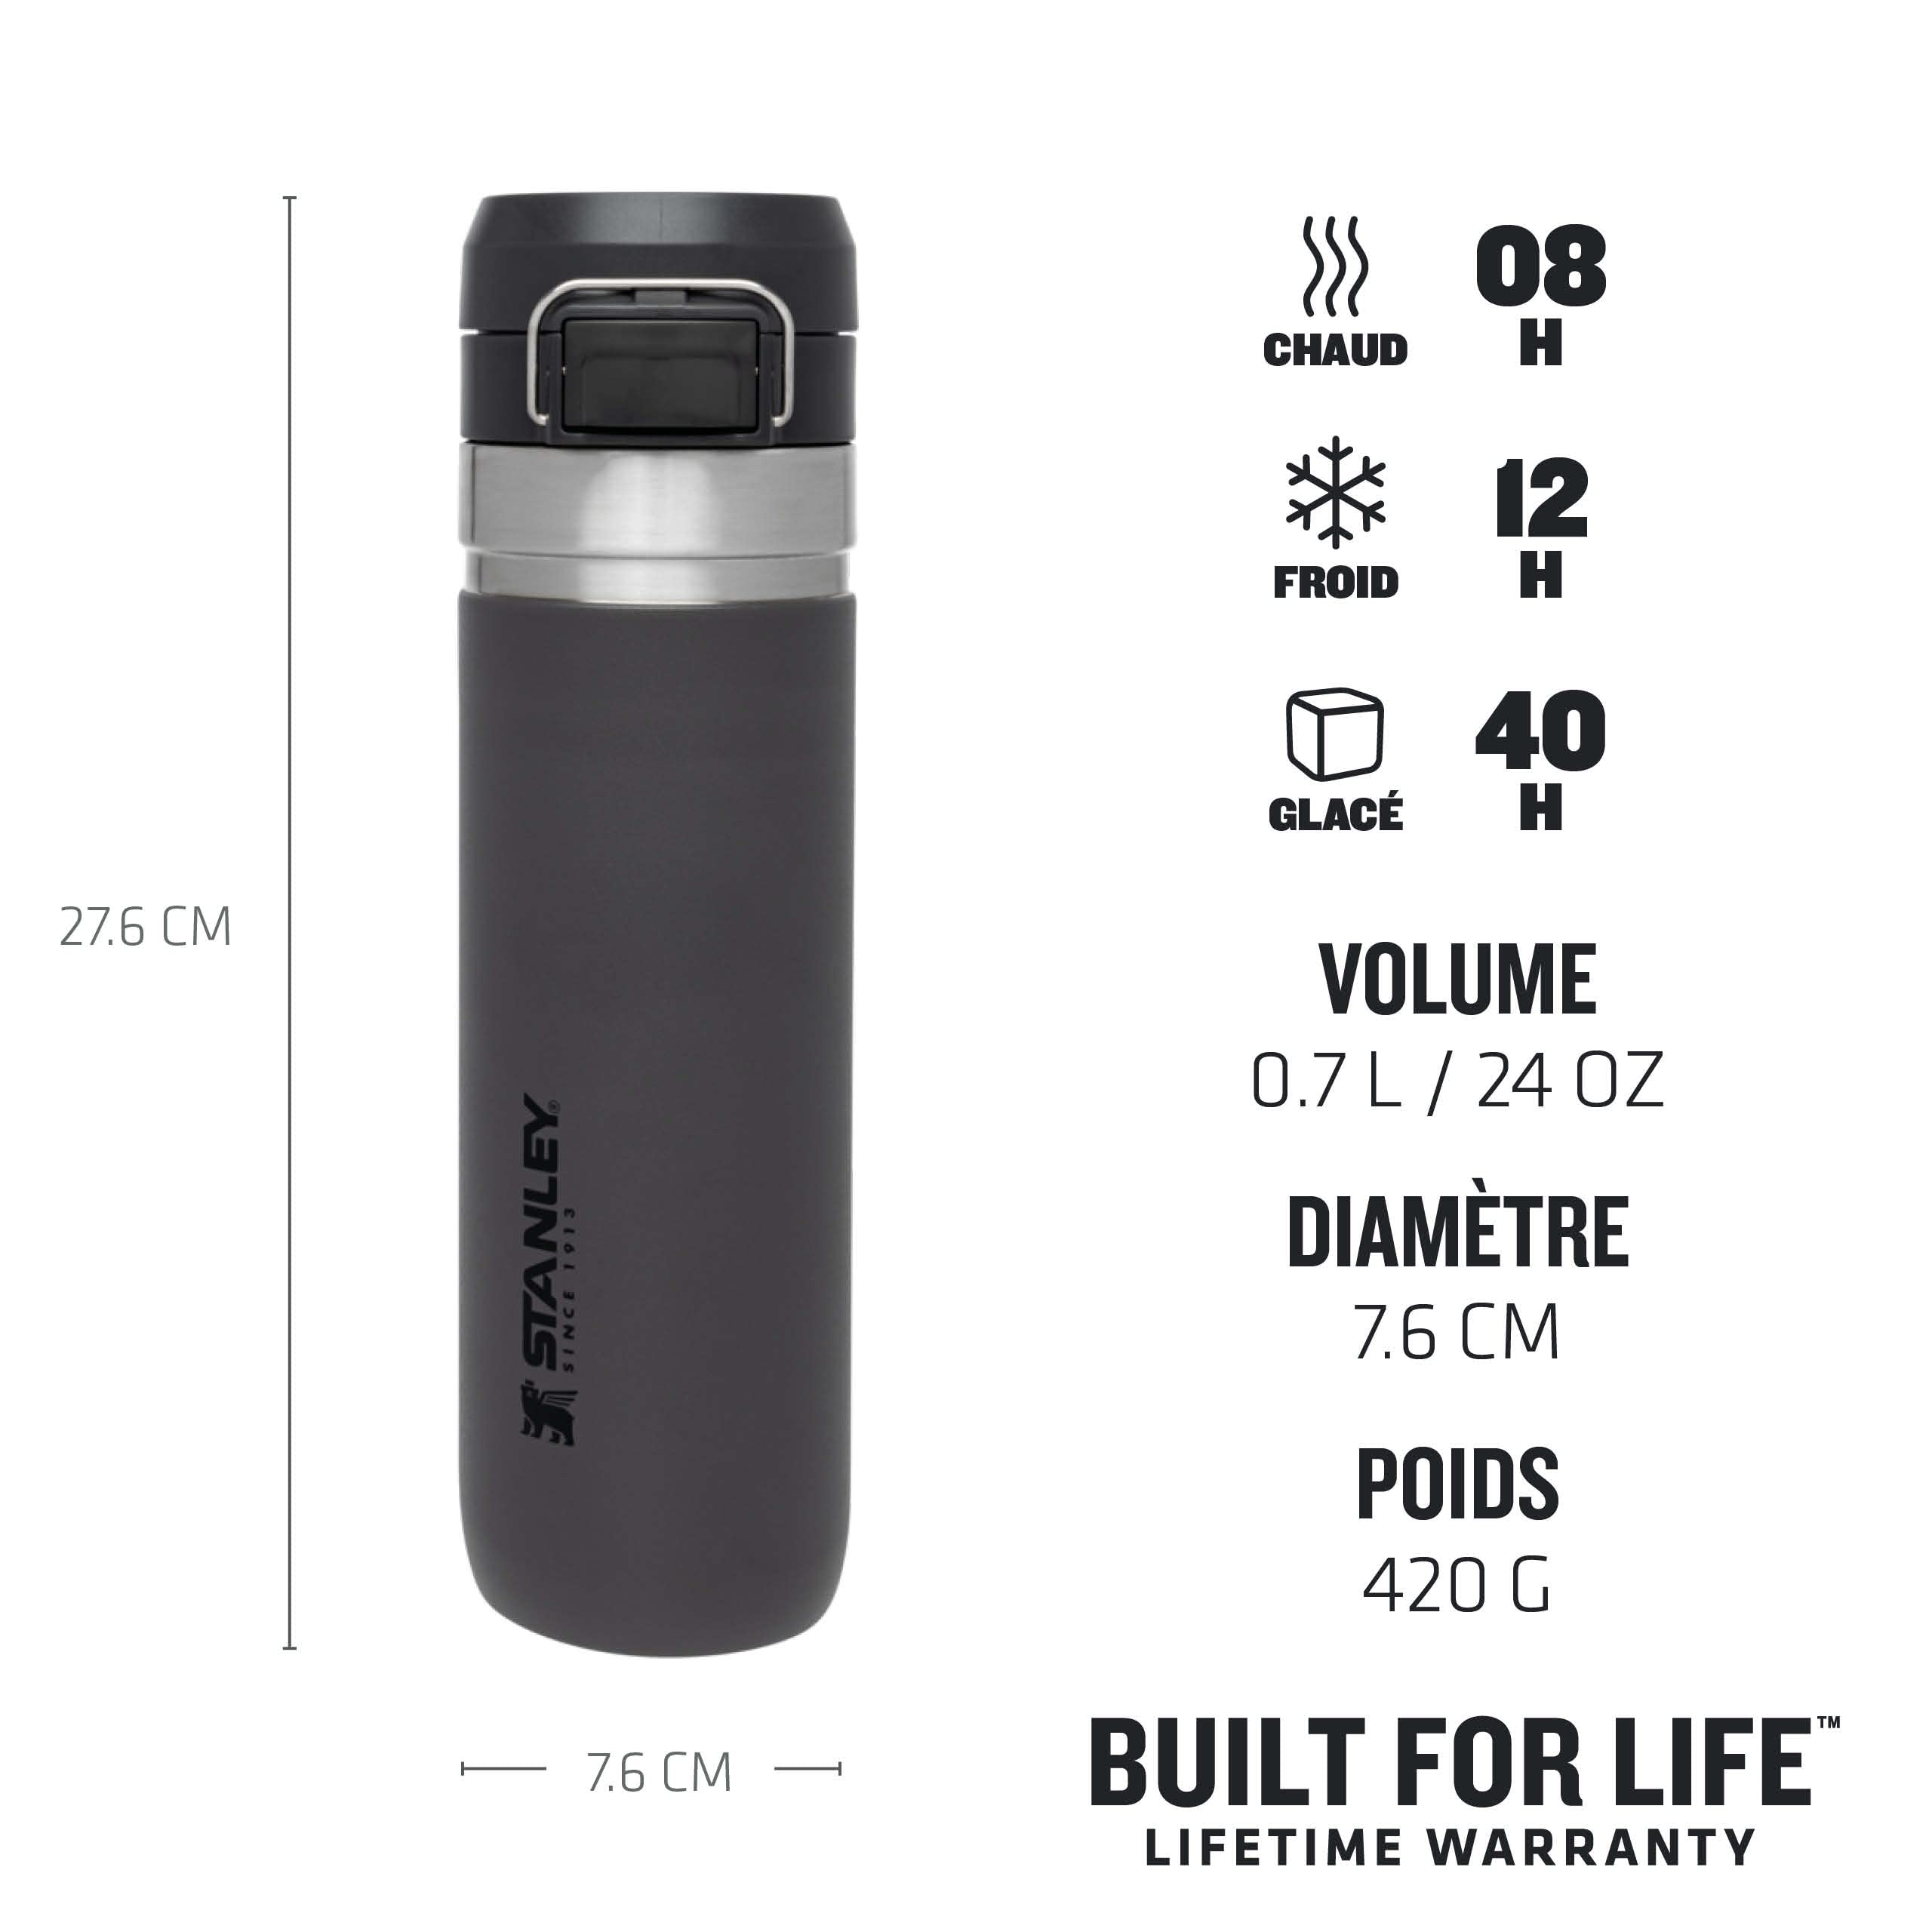 08
H
CHAUD
12
H
FROID
40
H
GLACÉ
27.6 CM
VOLUME
0.7 L / 24 OZ
DIAMÈTRE
7.6 CM
POIDS
420 G
STANLEY®
SINCE 1913
7.6 CM
BUILT FOR LIFE™
LIFETIME WARRANTY